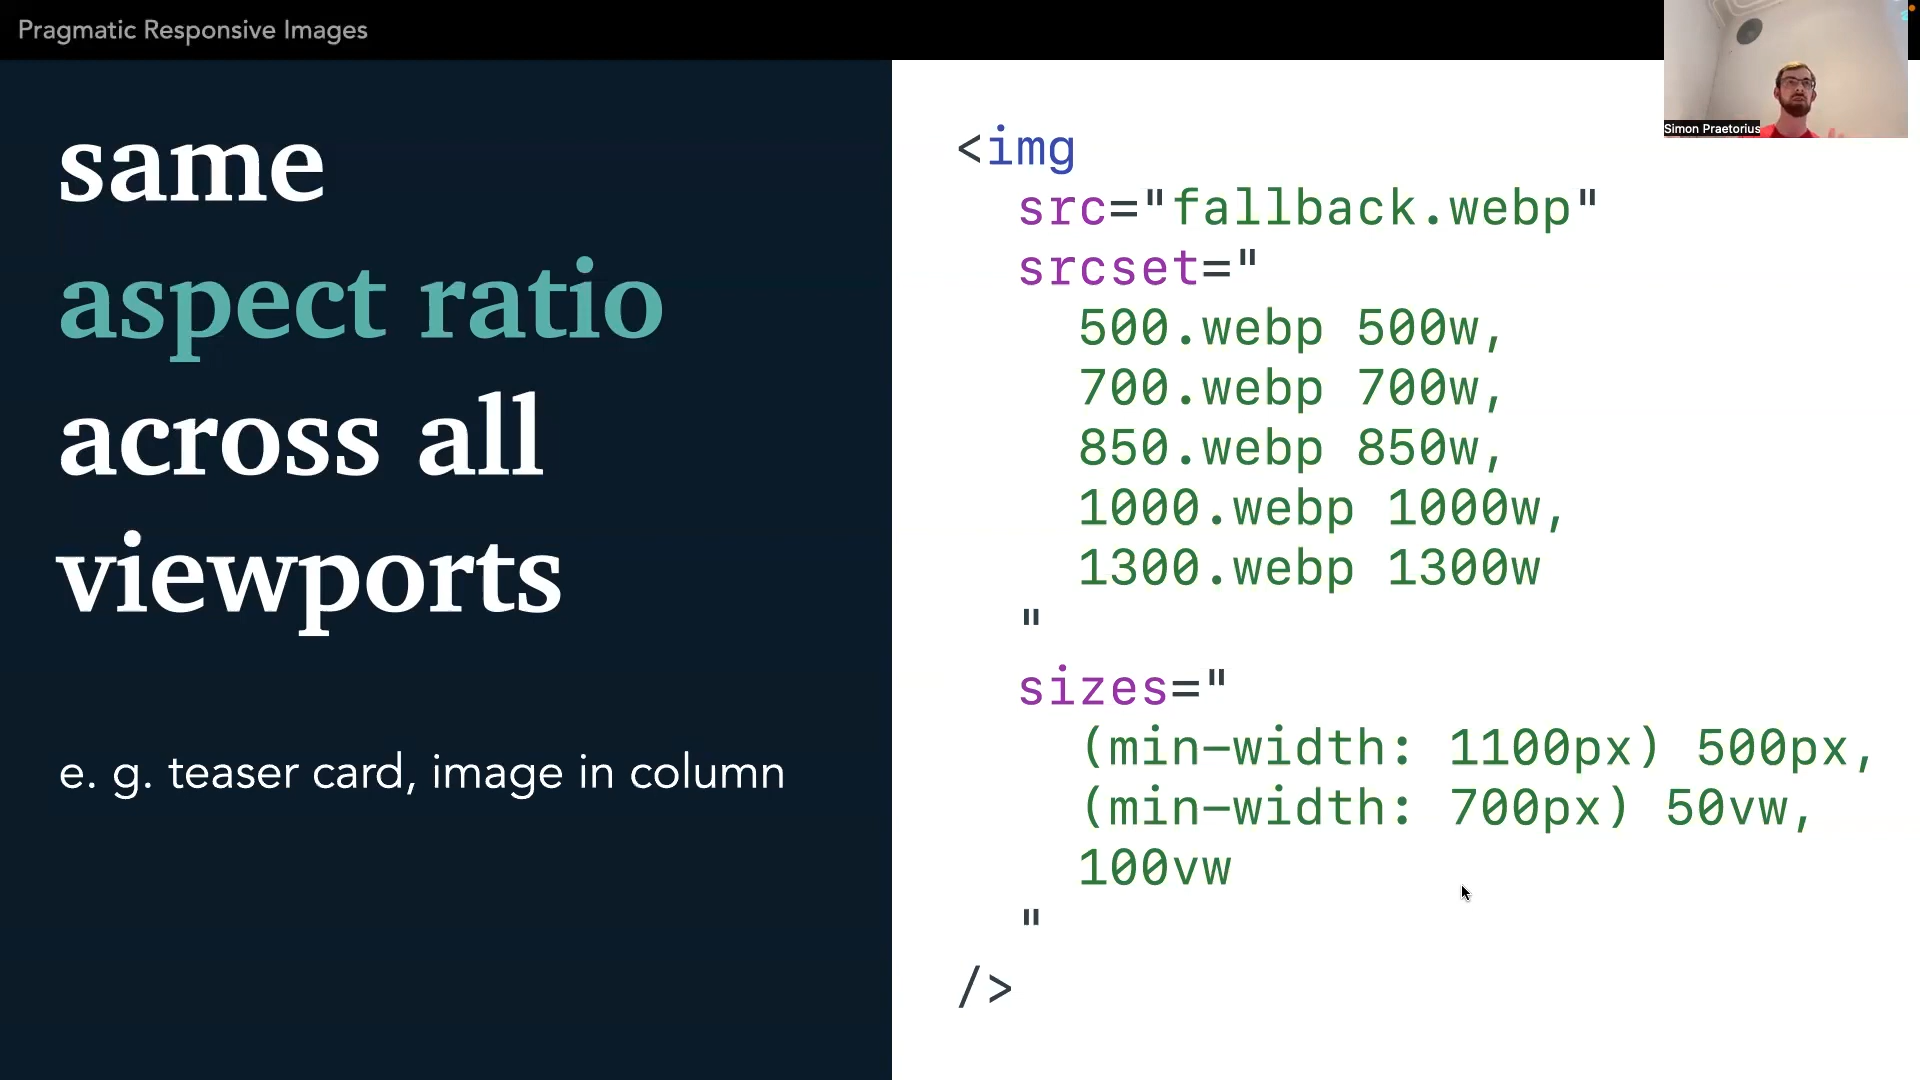 Pragmatic Responsive Images
same
aspect ratio
across all
viewports
e. g. teaser card, image in column
<img
src="fallback.webp"
srcset="
500.webp 500w,
700.webp 700w,
850.webp 850w,
1000.webp 1000w,
1300.webp 1300w
"
sizes="
(min-width: 1100px) 500px,
(min-width: 700px) 50vw,
100vw
"
/>
Simon Praetorius